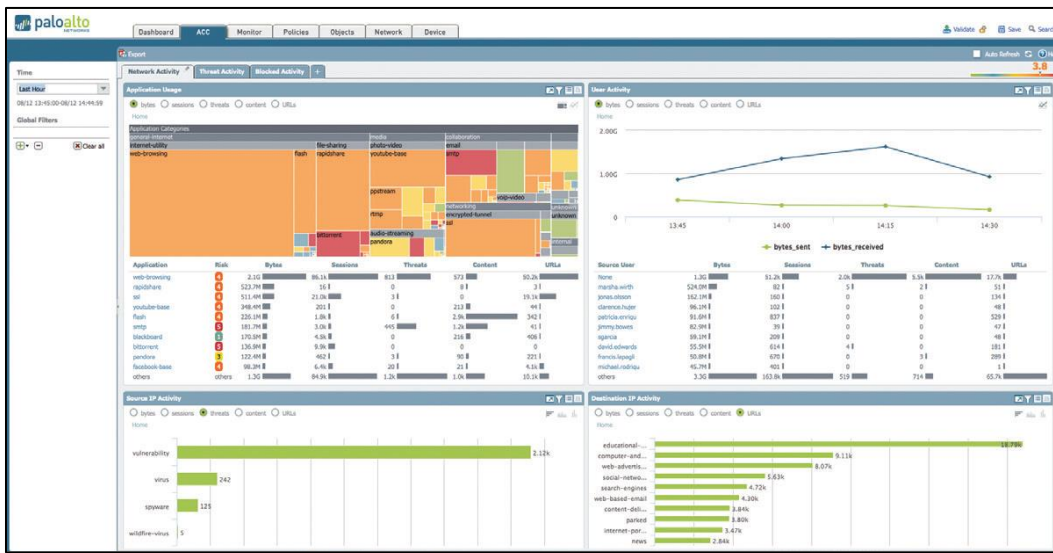 paloalto
NETWORKS
Dashboard ACC Monitor Policies Objects Network Device
Validate Save Search
Export
Auto Refresh
Time
Last Hour
08/12 13:45:00-08/12 14:44:59
Global Filters
Clear all
Network Activity Threat Activity Blocked Activity +
3.8
Application Usage
bytes sessions threats content URLs
Home
Application Categories
general-internet media collaboration
internet-utility file-sharing photo-video email
web-browsing flash rapidshare youtube-base smtp
ppstream voip-video
networking
rtmp encrypted-tunnel unknown
ssl
bittorrent audio-streaming
pandora
Application Risk Bytes Sessions Threats Content URLs
web-browsing 4 2.1G 86.1k 813 573 50.2k
rapidshare 4 523.7M 16 0 8 3
ssl 4 511.4M 21.0k 3 0 19.1k
youtube-base 4 348.4M 201 0 213 44
flash 4 226.1M 1.8k 6 2.9k 342
smtp 5 181.7M 3.0k 445 1.2k 41
blackboard 170.5M 4.9k 0 216 406
bittorrent 5 136.9M 9.9k 0 0 0
pandora 3 122.4M 462 3 90 221
facebook-base 4 98.3M 6.4k 20 21 4.1k
others others 1.3G 84.9k 1.2k 1.0k 10.1k
User Activity
bytes sessions threats content URLs
Home
2.00G
1.00G
0
13:45 14:00 14:15 14:30
bytes_sent bytes_received
Source User Bytes Sessions Threats Content URLs
None 1.3G 51.2k 2.0k 5.5k 17.7k
marsha.wirth 524.0M 82 5 2 51
jonas.olsson 162.1M 160 0 0 134
clarence.huier 96.1M 102 0 0 48
patricia.enriqu 91.6M 837 0 0 529
jimmy.bowes 82.9M 39 0 0 47
egarcia 209 0 0 48
david.edwards 55.5M 614 4 0 181
francis.lapagli 50.8M 670 0 3 289
michael.rodriqu 45.7M 401 0 0 1
others 3.3G 163.8k 519 714 65.7k
Source IP Activity
bytes sessions threats content URLs
Home
vulnerability 2.12k
virus 242
spyware 125
wildfire-virus 5
Destination IP Activity
bytes sessions threats content URLs
Home
educational-... 18.79k
computer-and... 9.11k
web-advertis... 8.07k
social-netwo... 5.63k
search-engines 4.72k
web-based-email 4.30k
content-deli... 3.84k
parked 3.80k
internet-por... 3.47k
news 2.84k